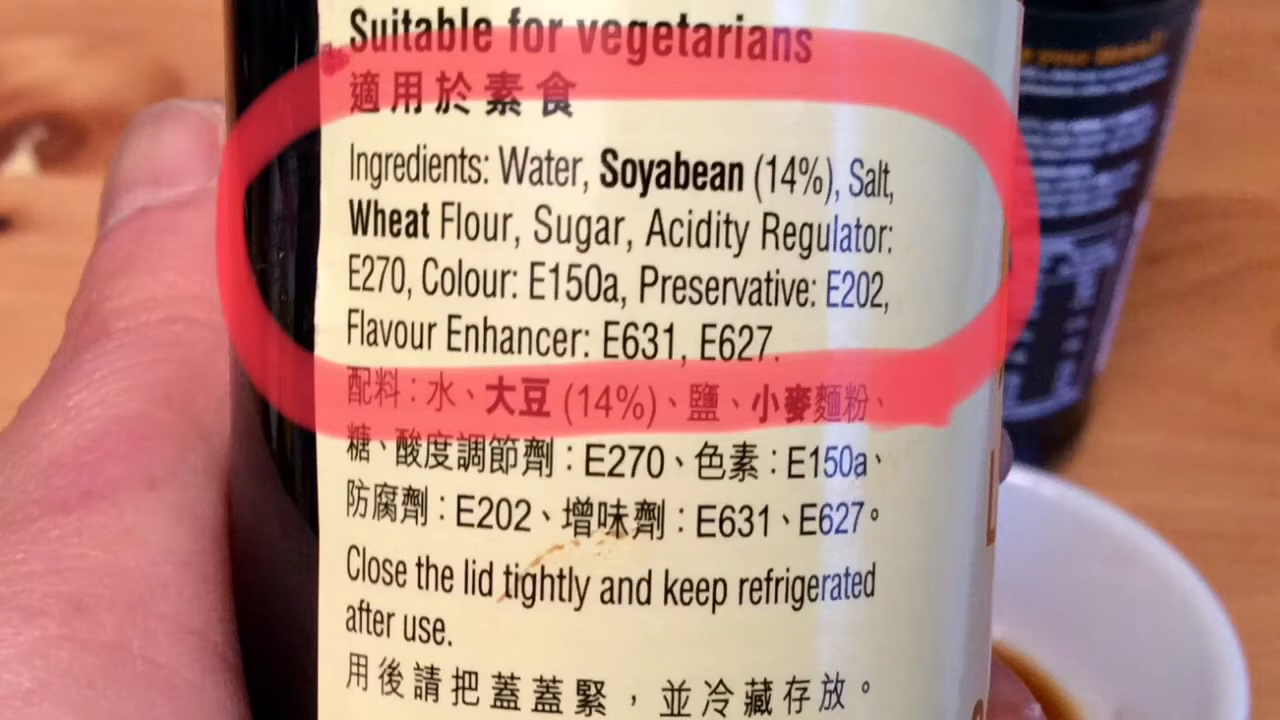 Suitable for vegetarians
適用於素食
Ingredients: Water, Soyabean (14%), Salt,
Wheat Flour, Sugar, Acidity Regulator:
E270, Colour: E150a, Preservative: E202,
Flavour Enhancer: E631, E627.
配料：水、大豆 (14%)、鹽、小麥麵粉、
糖、酸度調節劑：E270、色素：E150a、
防腐劑：E202、增味劑：E631、E627。
Close the lid tightly and keep refrigerated
after use.
用後請把蓋蓋緊，並冷藏存放。